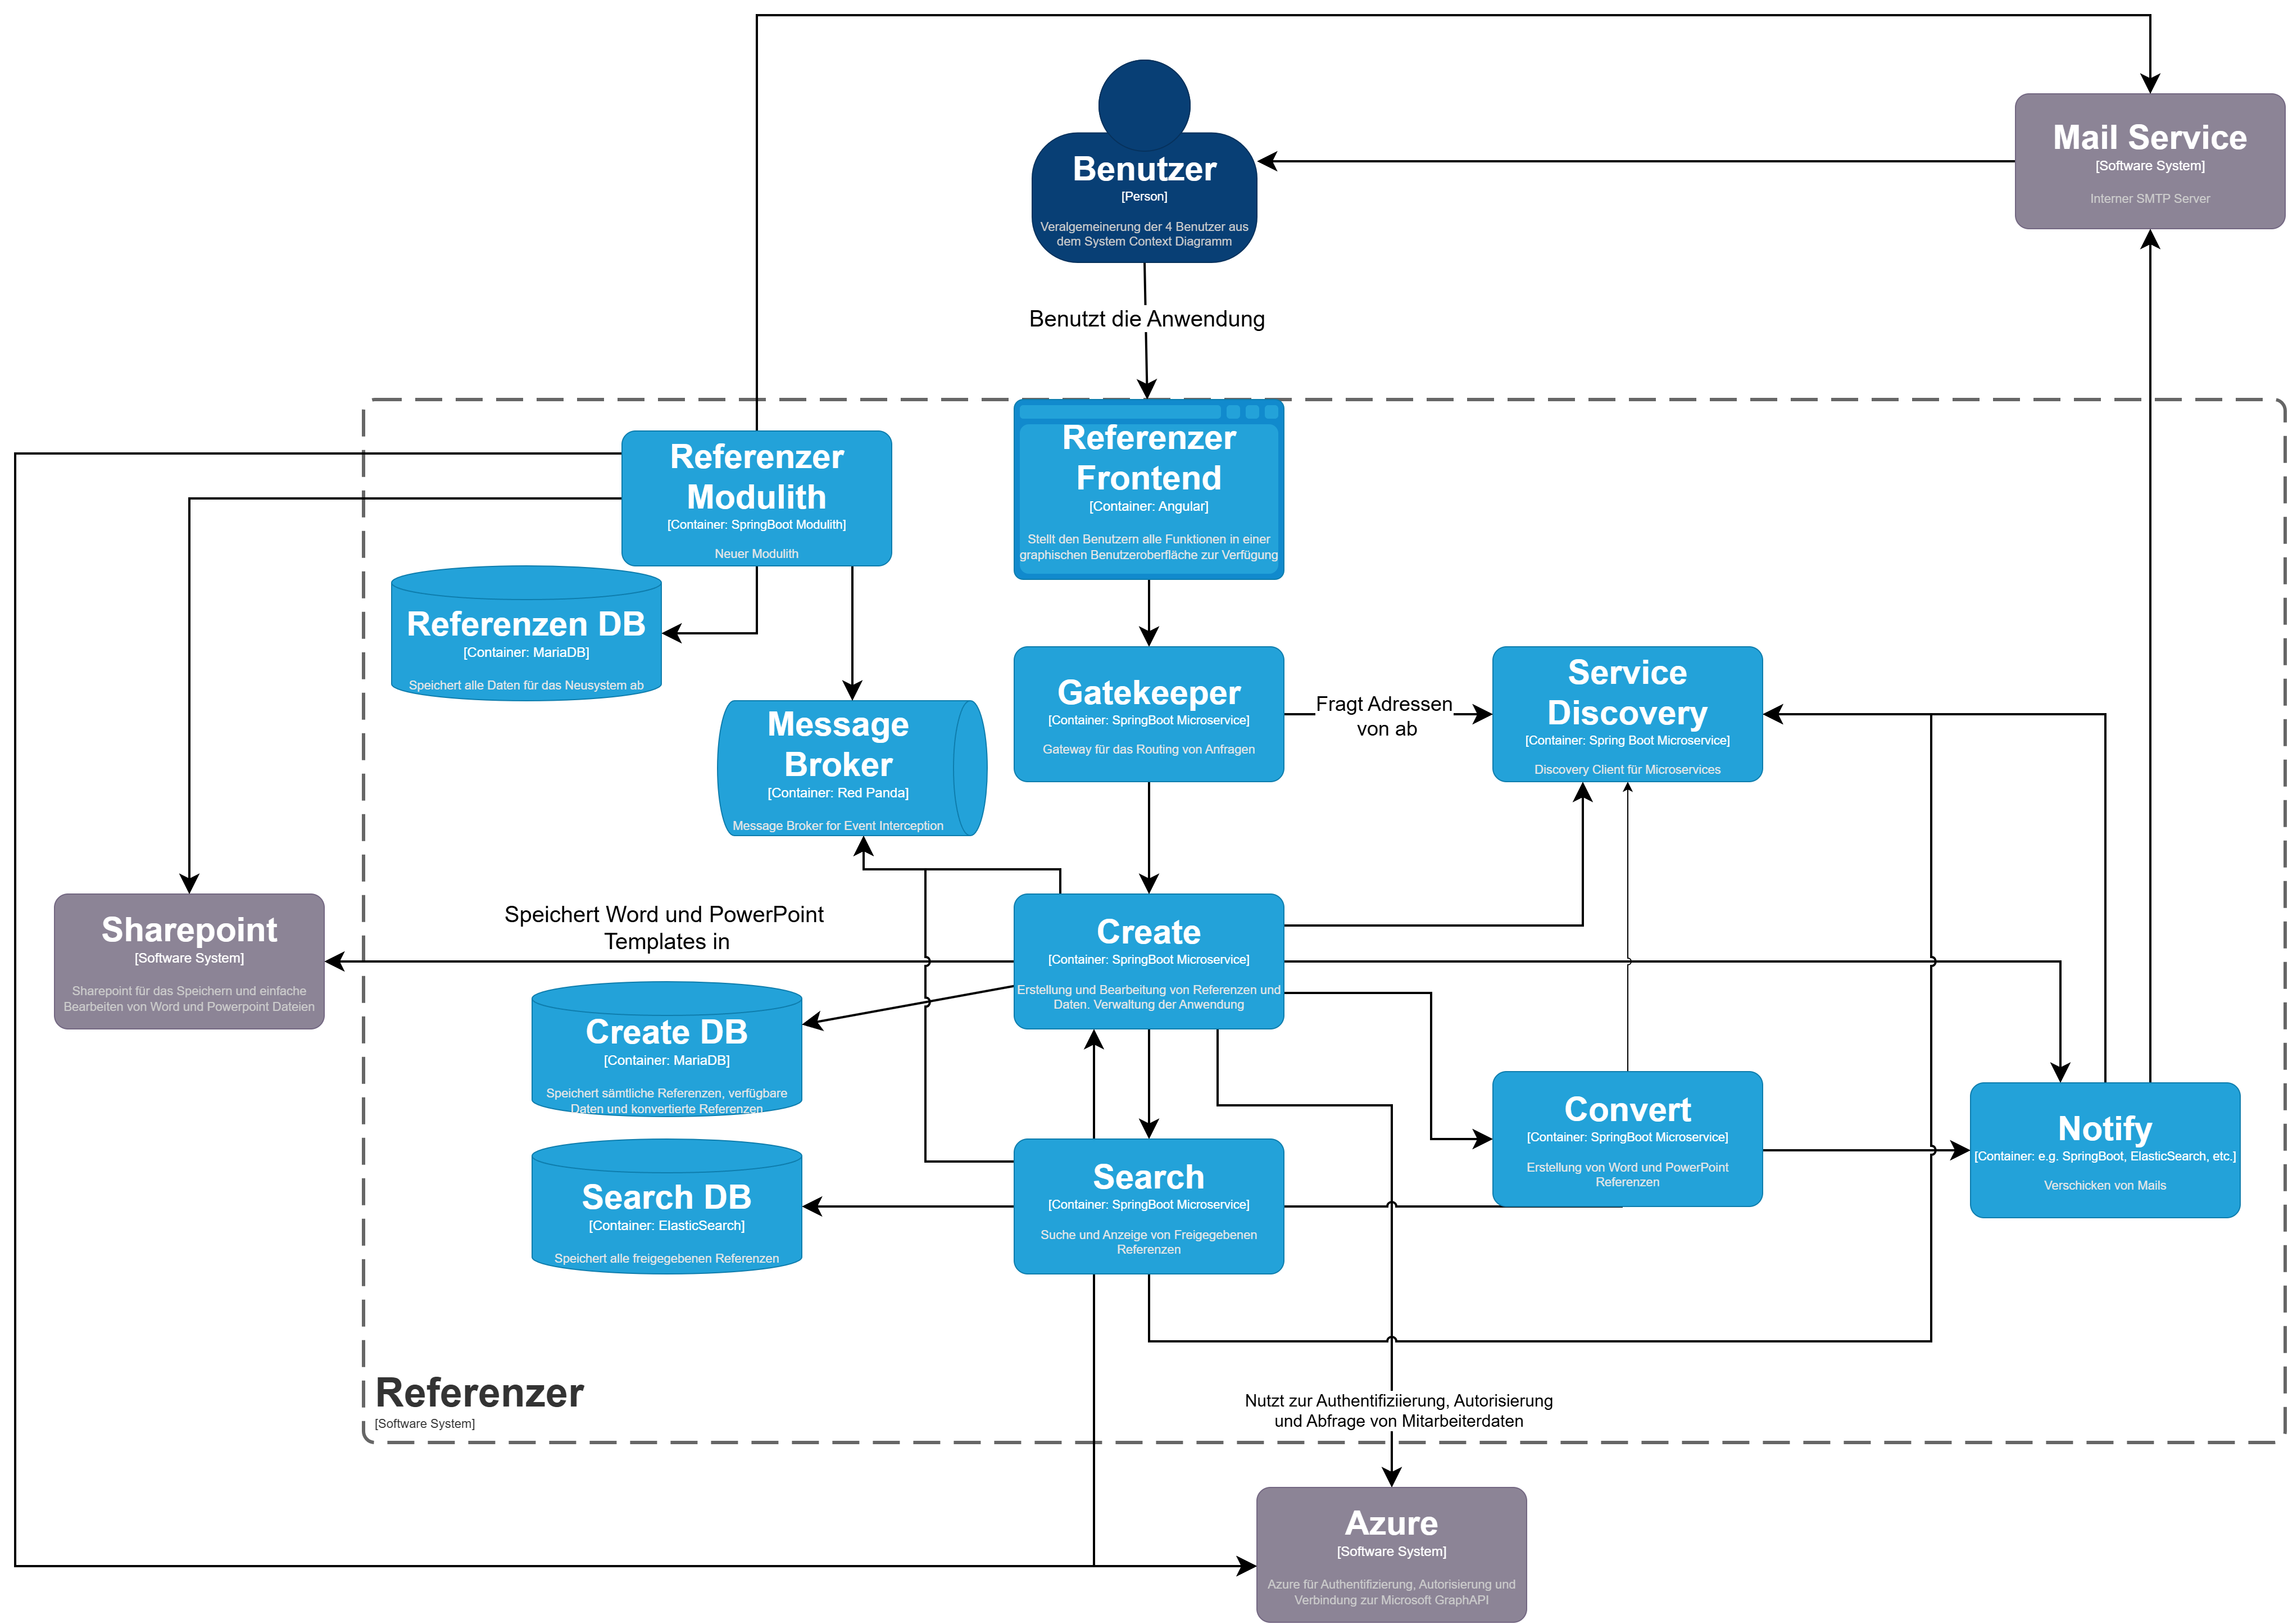 Mail Service
[Software System]
Interner SMTP Server
Benutzer
[Person]
Veralgemeinerung der 4 Benutzer aus
dem System Context Diagramm
Benutzt die Anwendung
Referenzer
Modulith
[Container: SpringBoot Modulith]
Neuer Modulith
Referenzer
Frontend
[Container: Angular]
Stellt den Benutzern alle Funktionen in einer
graphischen Benutzeroberfläche zur Verfügung
Referenzen DB
[Container: MariaDB]
Speichert alle Daten für das Neusystem ab
Message
Broker
[Container: Red Panda]
Message Broker for Event Interception
Gatekeeper
[Container: SpringBoot Microservice]
Gateway für das Routing von Anfragen
Fragt Adressen
von ab
Service
Discovery
[Container: Spring Boot Microservice]
Discovery Client für Microservices
Sharepoint
[Software System]
Sharepoint für das Speichern und einfache
Bearbeiten von Word und Powerpoint Dateien
Speichert Word und PowerPoint
Templates in
Create
[Container: SpringBoot Microservice]
Erstellung und Bearbeitung von Referenzen und
Daten. Verwaltung der Anwendung
Create DB
[Container: MariaDB]
Speichert sämtliche Referenzen, verfügbare
Daten und konvertierte Referenzen
Convert
[Container: SpringBoot Microservice]
Erstellung von Word und PowerPoint
Referenzen
Notify
[Container: e.g. SpringBoot, ElasticSearch, etc.]
Verschicken von Mails
Search DB
[Container: ElasticSearch]
Speichert alle freigegebenen Referenzen
Search
[Container: SpringBoot Microservice]
Suche und Anzeige von Freigegebenen
Referenzen
Referenzer
[Software System]
Nutzt zur Authentifiziierung, Autorisierung
und Abfrage von Mitarbeiterdaten
Azure
[Software System]
Azure für Authentifizierung, Autorisierung und
Verbindung zur Microsoft GraphAPI